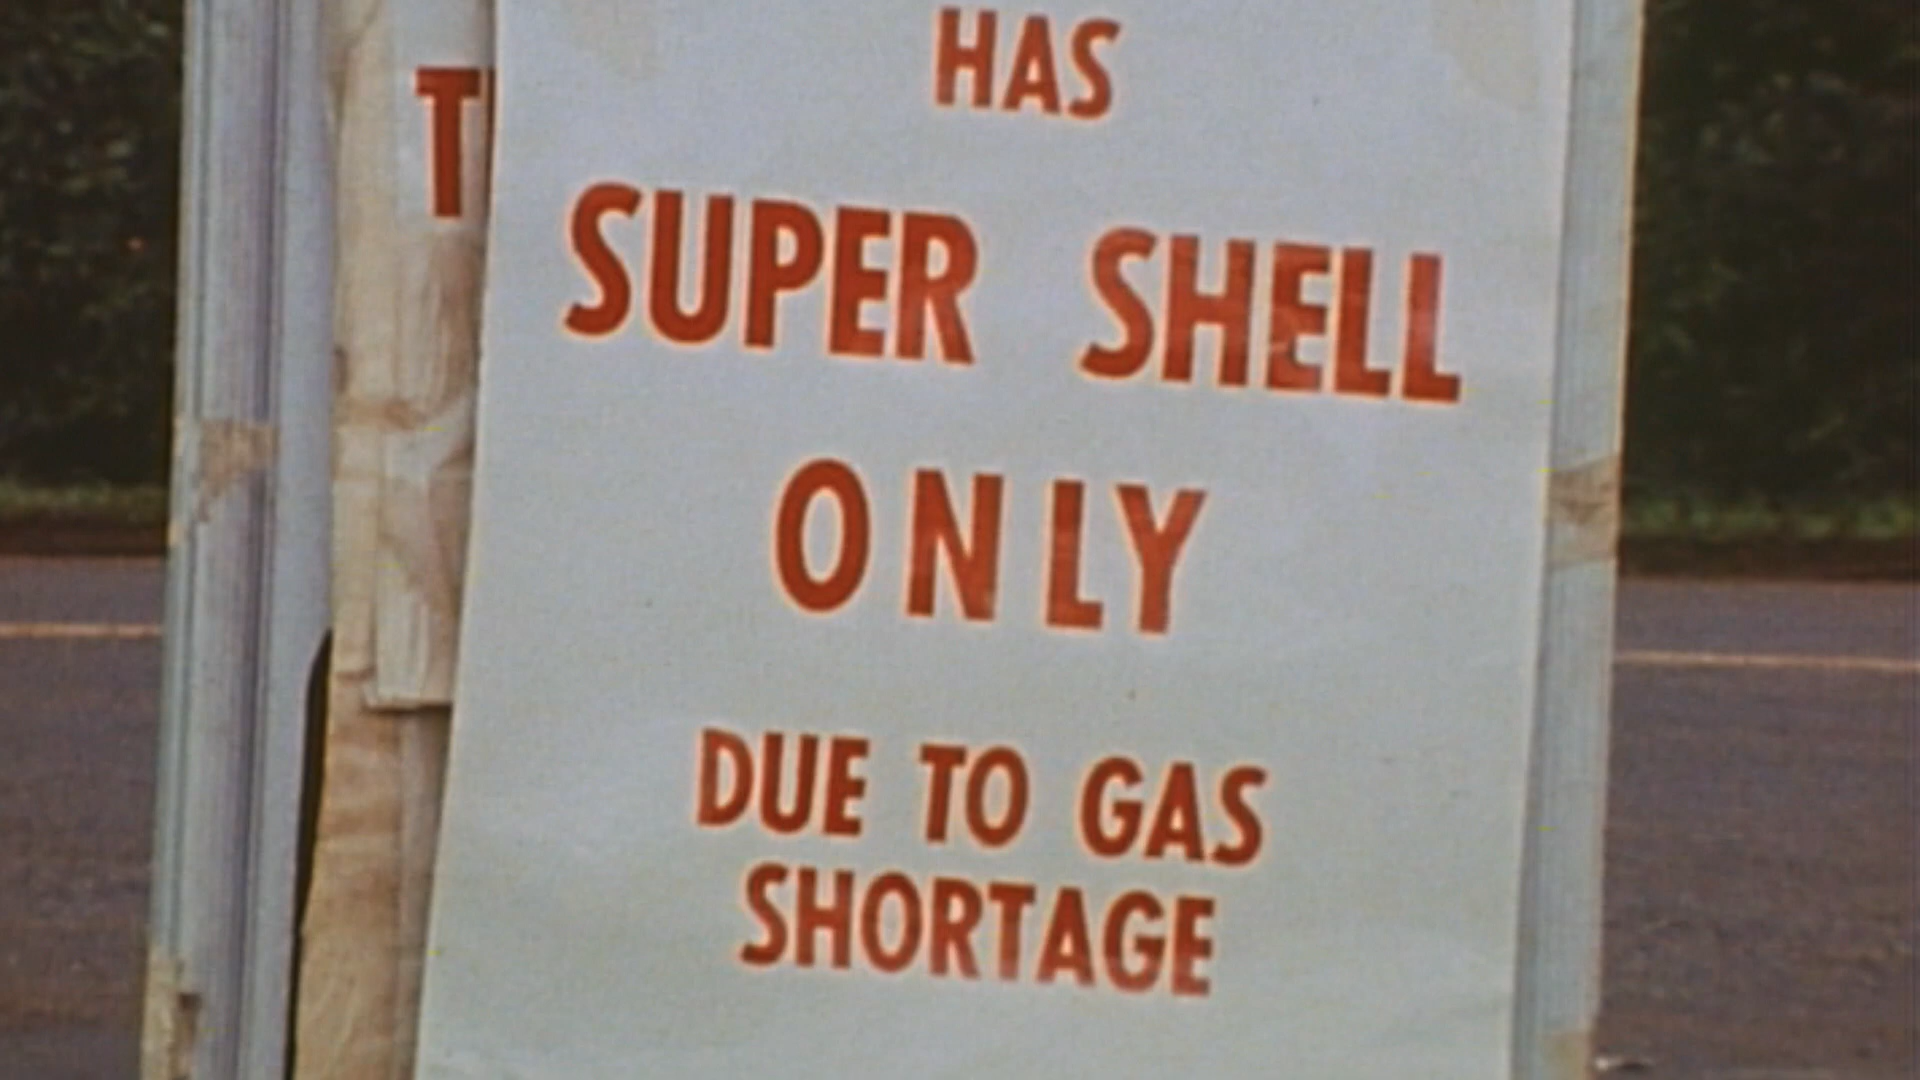 HAS
T
SUPER SHELL
ONLY
DUE TO GAS
SHORTAGE